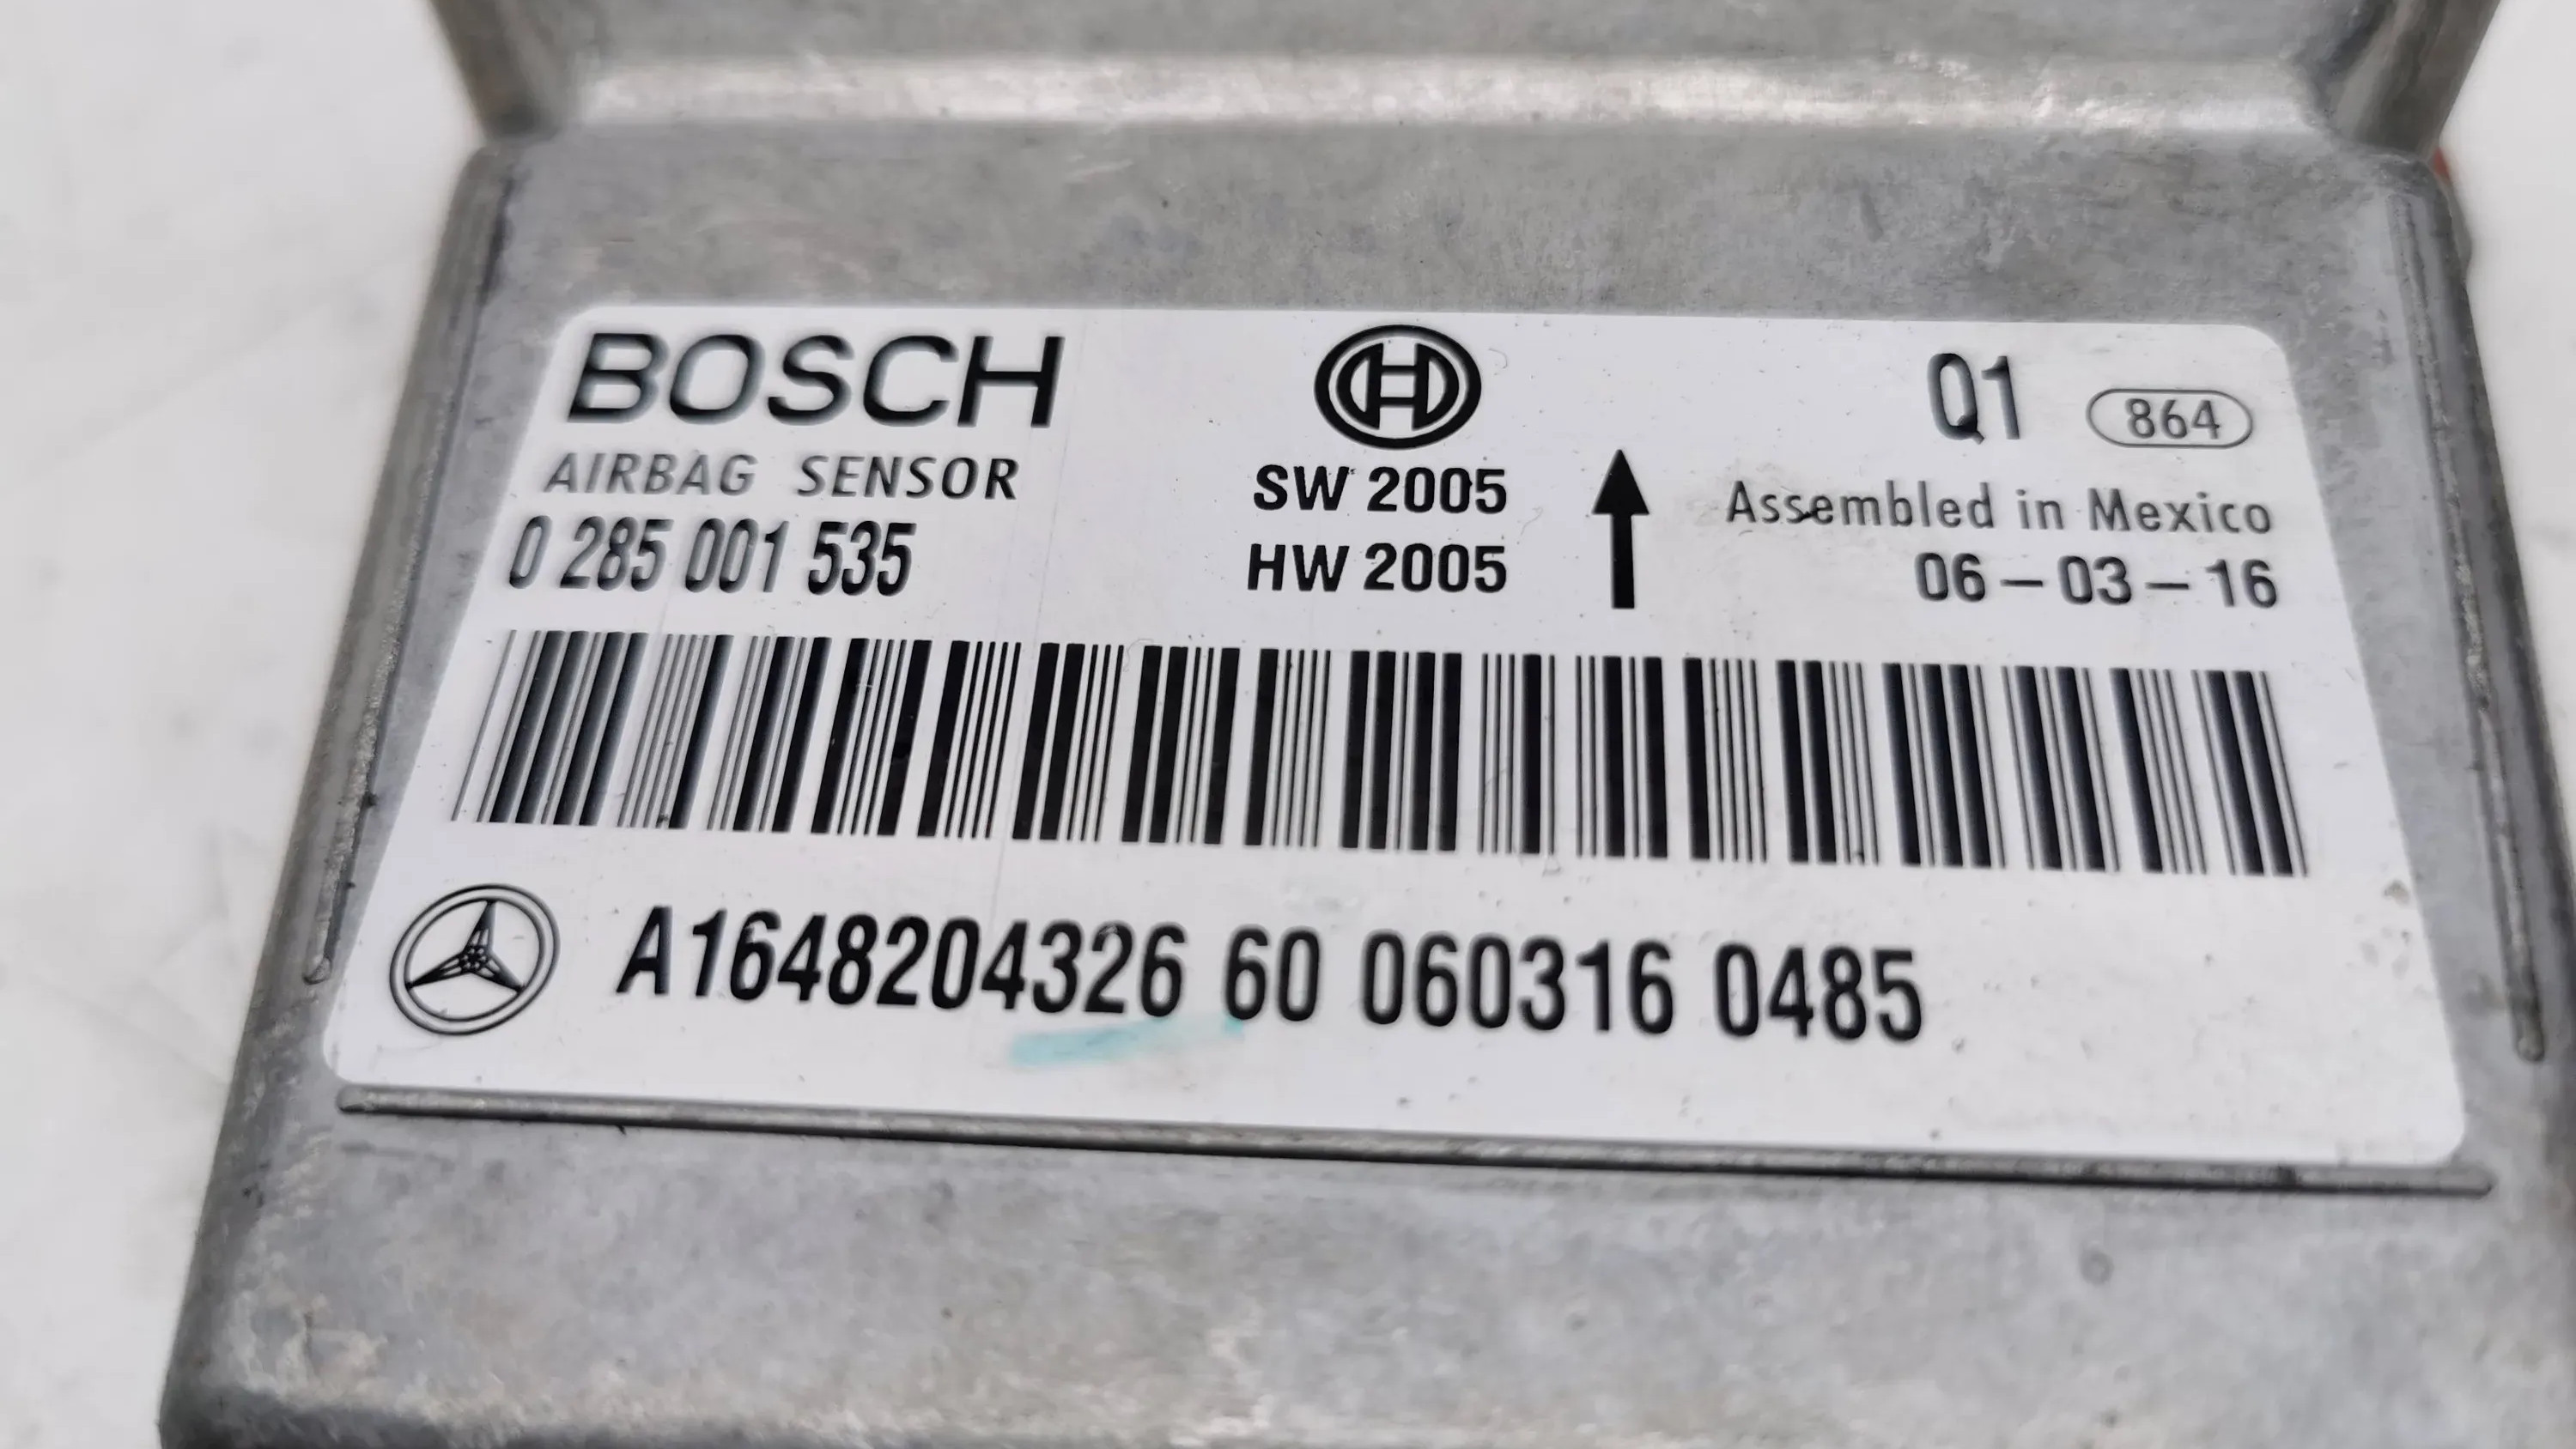 BOSCH
Q1 864
AIRBAG SENSOR
SW 2005
Assembled in Mexico
0 285 001 535
HW 2005
06-03-16
A1648204326 60 060316 0485